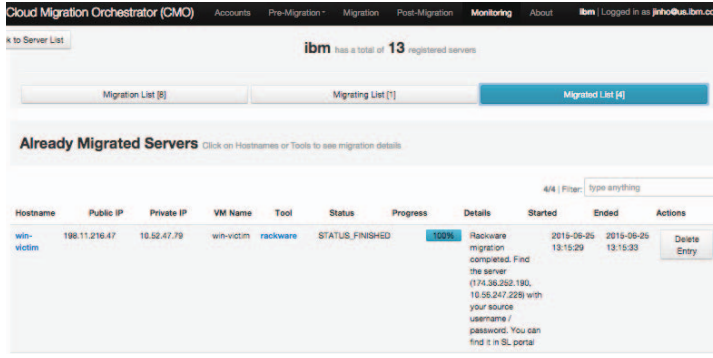 Cloud Migration Orchestrator (CMO) Accounts Pre-Migration Migration Post-Migration Monitoring About ibm | Logged in as jinho@us.ibm.co
k to Server List
ibm has a total of 13 registered servers
Migration List [8] Migrating List [1] Migrated List [4]
Already Migrated Servers Click on Hostnames or Tools to see migration details
4/4 | Filter: type anything
Hostname Public IP Private IP VM Name Tool Status Progress Details Started Ended Actions
win- 198.11.216.47 10.52.47.79 win-victim rackware STATUS_FINISHED 100% Rackware 2015-06-25 2015-06-25 Delete
victim migration 13:15:29 13:15:33 Entry
completed. Find
the server
(174.36.252.190,
10.56.247.228) with
your source
username /
password. You can
find it in SL portal